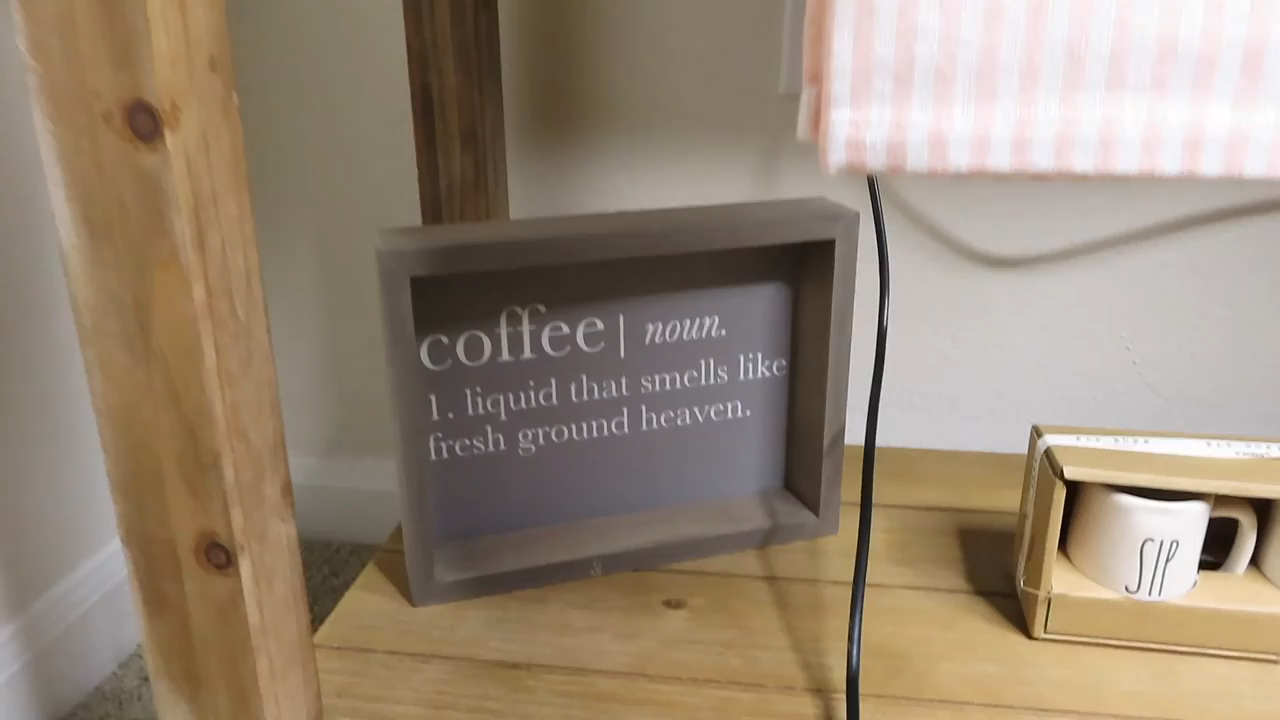 coffee| noun.
1. liquid that smells like
fresh ground heaven.
SIP